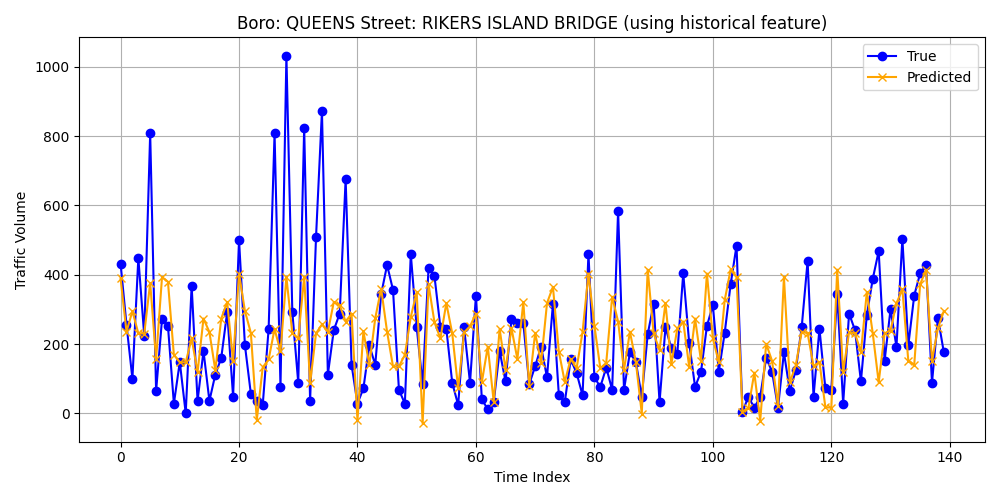 Boro: QUEENS Street: RIKERS ISLAND BRIDGE (using historical feature)
True
Predicted
Traffic Volume
1000
800
600
400
200
0
0 20 40 60 80 100 120 140
Time Index